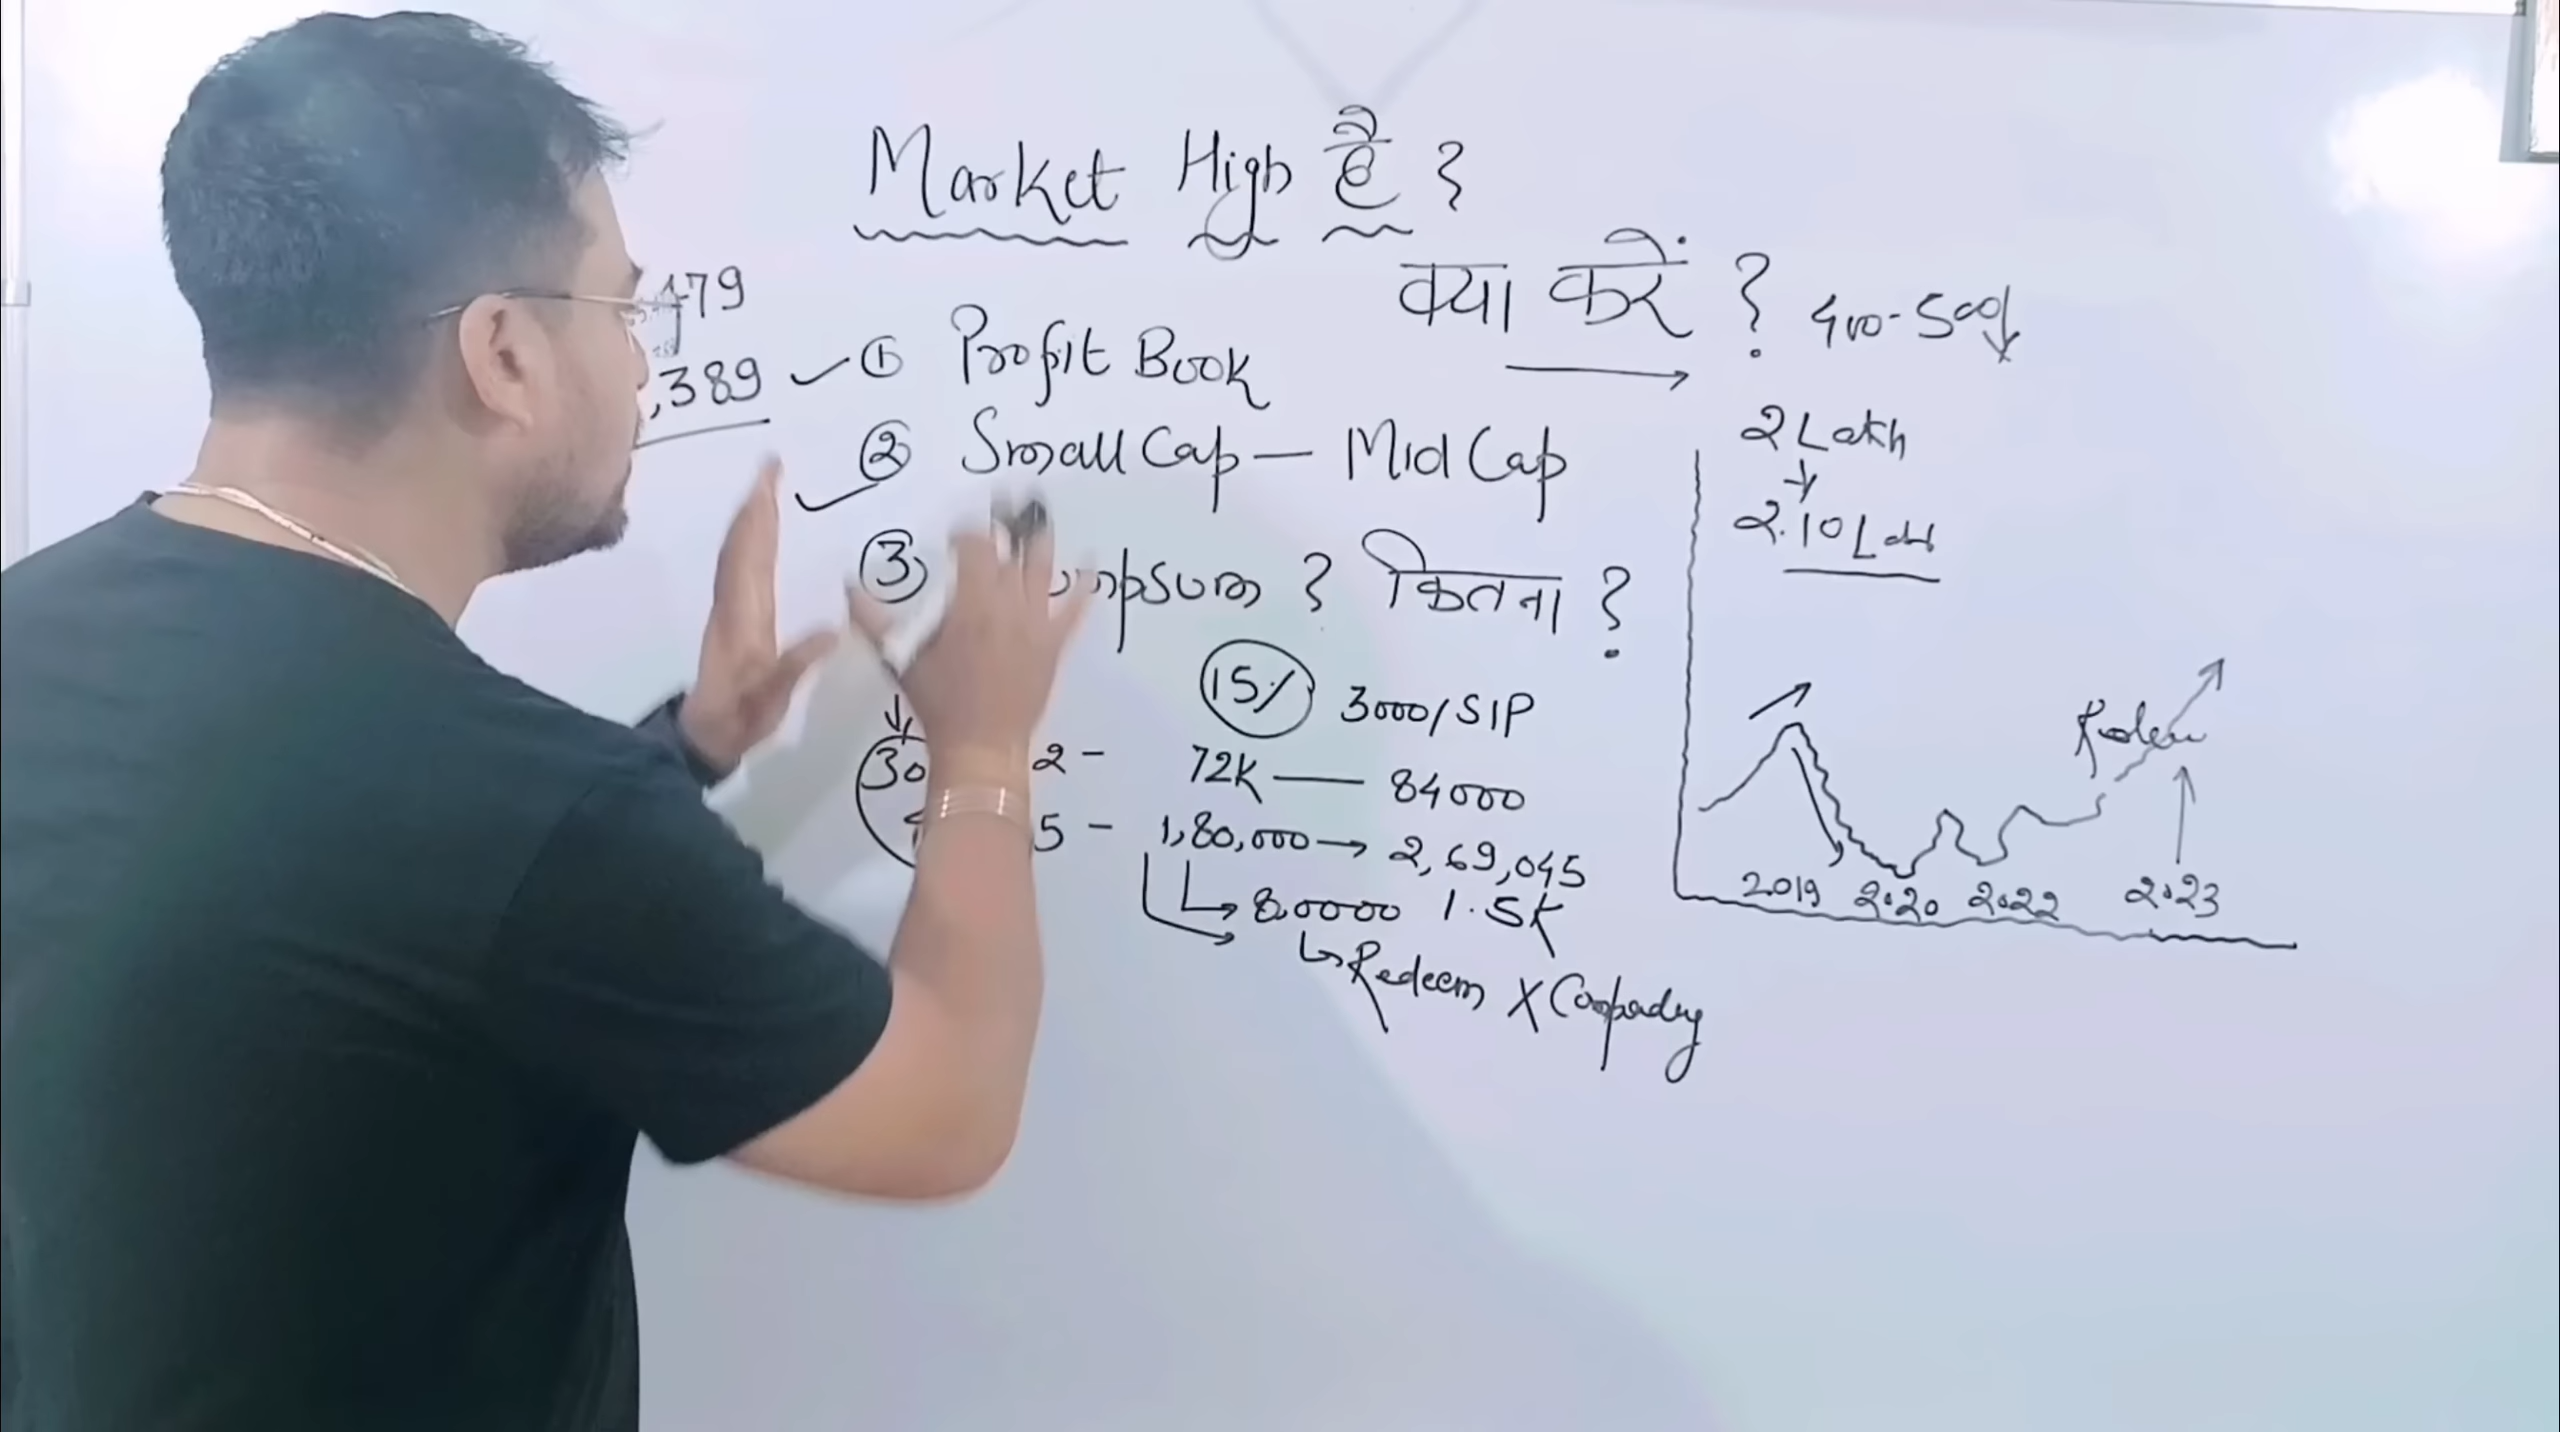 Market High है ?
क्या करें ?
400-500↓
179
,389
✓ ① Profit Book
✓ ② Small Cap — Mid Cap
③ ? कितना ?
2 Lakh
↓
2.10 Lakh
15% 3000/SIP
30 2 - 72K — 84000
5 - 1,80,000 → 2,69,045
1.5K
Redeem X
2019 2020 2022 2023